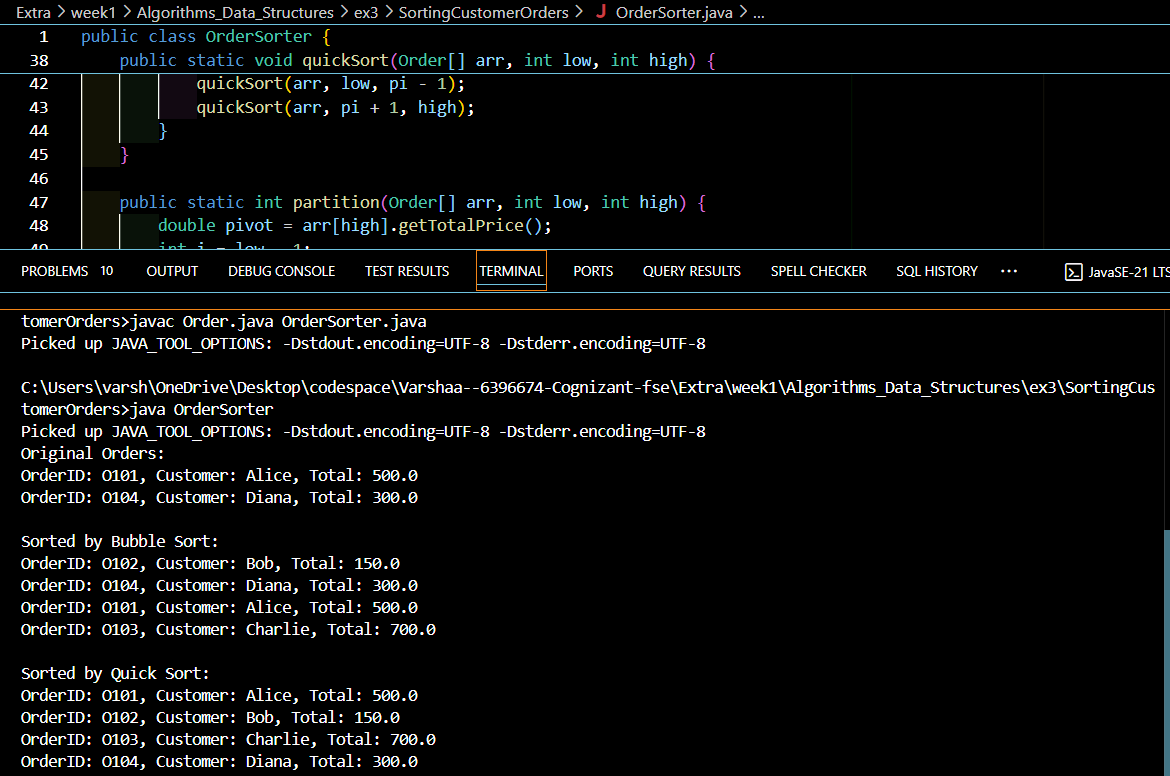 Extra > week1 > Algorithms_Data_Structures > ex3 > SortingCustomerOrders > J OrderSorter.java > ...
1 public class OrderSorter {
38 public static void quickSort(Order[] arr, int low, int high) {
42 quickSort(arr, low, pi - 1);
43 quickSort(arr, pi + 1, high);
44 }
45 }
46
47 public static int partition(Order[] arr, int low, int high) {
48 double pivot = arr[high].getTotalPrice();
49 int i = low - 1;
PROBLEMS 10 OUTPUT DEBUG CONSOLE TEST RESULTS TERMINAL PORTS QUERY RESULTS SPELL CHECKER SQL HISTORY ... JavaSE-21 LTS
tomerOrders>javac Order.java OrderSorter.java
Picked up JAVA_TOOL_OPTIONS: -Dstdout.encoding=UTF-8 -Dstderr.encoding=UTF-8
C:\Users\varsh\OneDrive\Desktop\codespace\Varshaa--6396674-Cognizant-fse\Extra\week1\Algorithms_Data_Structures\ex3\SortingCus
tomerOrders>java OrderSorter
Picked up JAVA_TOOL_OPTIONS: -Dstdout.encoding=UTF-8 -Dstderr.encoding=UTF-8
Original Orders:
OrderID: O101, Customer: Alice, Total: 500.0
OrderID: O104, Customer: Diana, Total: 300.0
Sorted by Bubble Sort:
OrderID: O102, Customer: Bob, Total: 150.0
OrderID: O104, Customer: Diana, Total: 300.0
OrderID: O101, Customer: Alice, Total: 500.0
OrderID: O103, Customer: Charlie, Total: 700.0
Sorted by Quick Sort:
OrderID: O101, Customer: Alice, Total: 500.0
OrderID: O102, Customer: Bob, Total: 150.0
OrderID: O103, Customer: Charlie, Total: 700.0
OrderID: O104, Customer: Diana, Total: 300.0